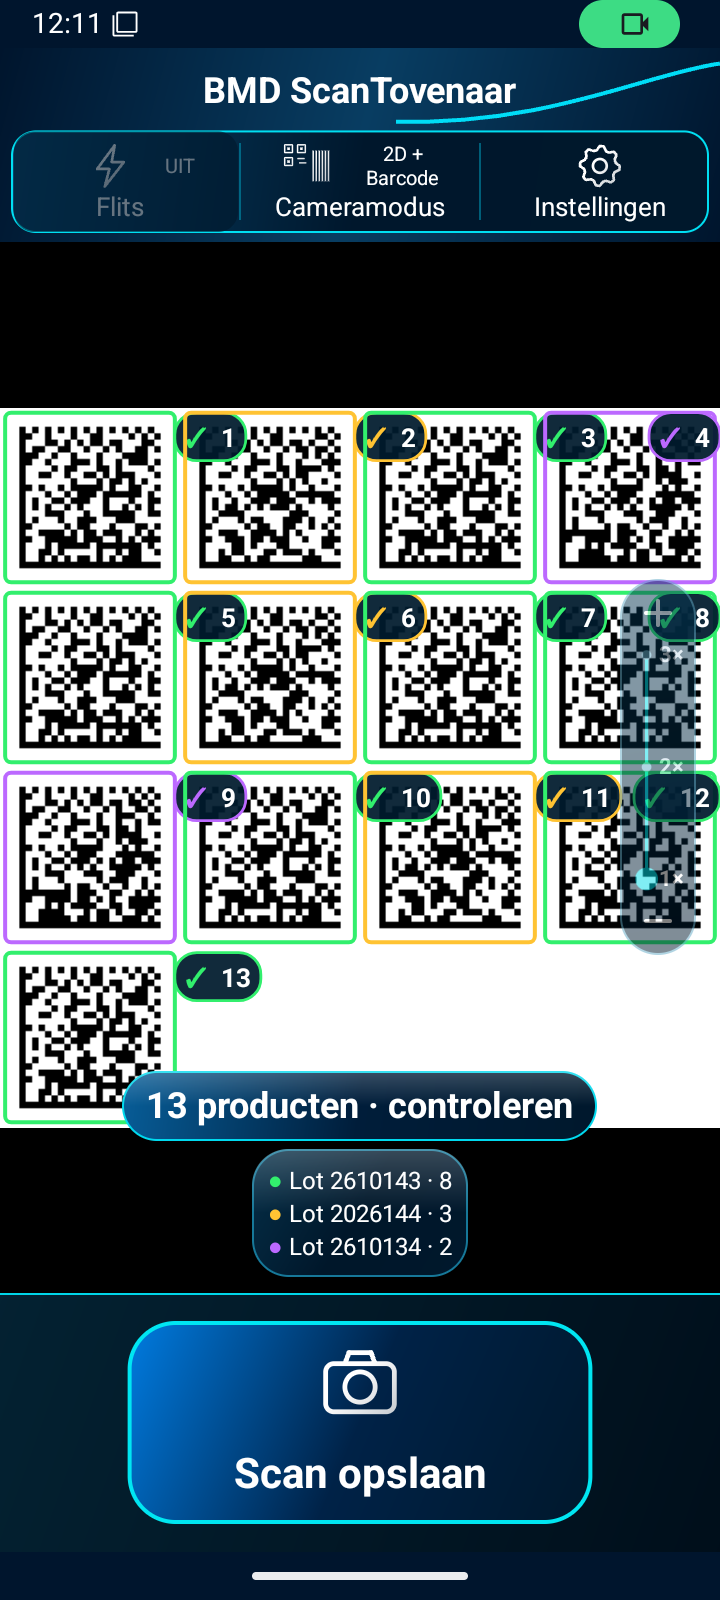 12:11
BMD ScanTovenaar
UIT
Flits
2D +
Barcode
Cameramodus
Instellingen
✓ 1
✓ 2
✓ 3
✓ 4
✓ 5
✓ 6
✓ 7
✓ 8
+
3×
2×
1×
−
✓ 9
✓ 10
✓ 11
✓ 12
✓ 13
13 producten · controleren
Lot 2610143 · 8
Lot 2026144 · 3
Lot 2610134 · 2
Scan opslaan